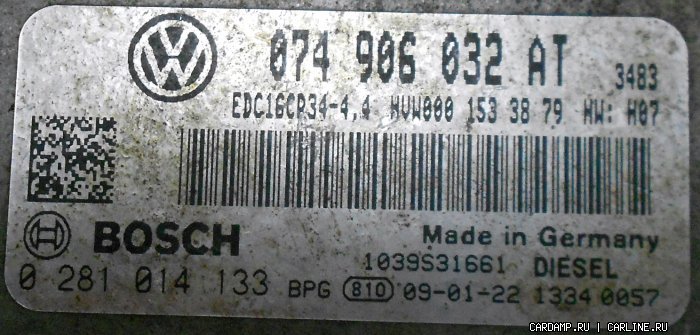 074 906 032 AT 3483
EDC16CP34-4,4 WVW000 153 38 79 HW: H07
BOSCH
Made in Germany
1039S31661 DIESEL
0 281 014 133 BPG 810 09-01-22 1334 0057
CARDAMP.RU | CARLINE.RU